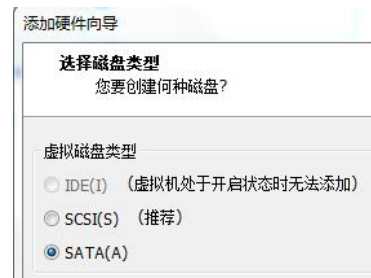 添加硬件向导
选择磁盘类型
您要创建何种磁盘?
虚拟磁盘类型
IDE(I) (虚拟机处于开启状态时无法添加)
SCSI(S) (推荐)
SATA(A)